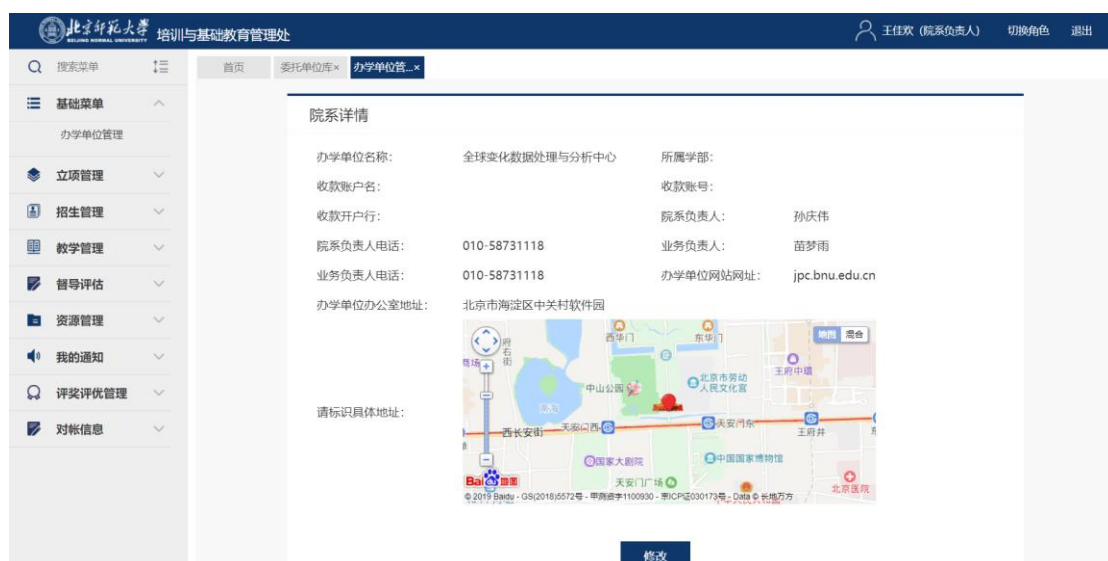 北京师范大学 培训与基础教育管理处 王佳欢（院系负责人） 切换角色 退出
BEIJING NORMAL UNIVERSITY
搜索菜单 首页 委托单位库× 办学单位管...×
基础菜单
办学单位管理
立项管理
招生管理
教学管理
督导评估
资源管理
我的通知
评奖评优管理
对帐信息
院系详情
办学单位名称： 全球变化数据处理与分析中心 所属学部：
收款账户名： 收款账号：
收款开户行： 院系负责人： 孙庆伟
院系负责人电话： 010-58731118 业务负责人： 苗梦雨
业务负责人电话： 010-58731118 办学单位网站网址： jpc.bnu.edu.cn
办学单位办公室地址： 北京市海淀区中关村软件园
请标识具体地址：
府右街
西华门
东华门
地图 混合
商场
王府中環
中山公园
北京市劳动人民文化宫
南海
西长安街
天安门西
天安门东
王府井
国家大剧院
中国国家博物馆
Bai 地图
天安门广场
北京医院
© 2019 Baidu - GS(2018)5572号 - 甲测资字1100930 - 京ICP证030173号 - Data © 长地万方
修改